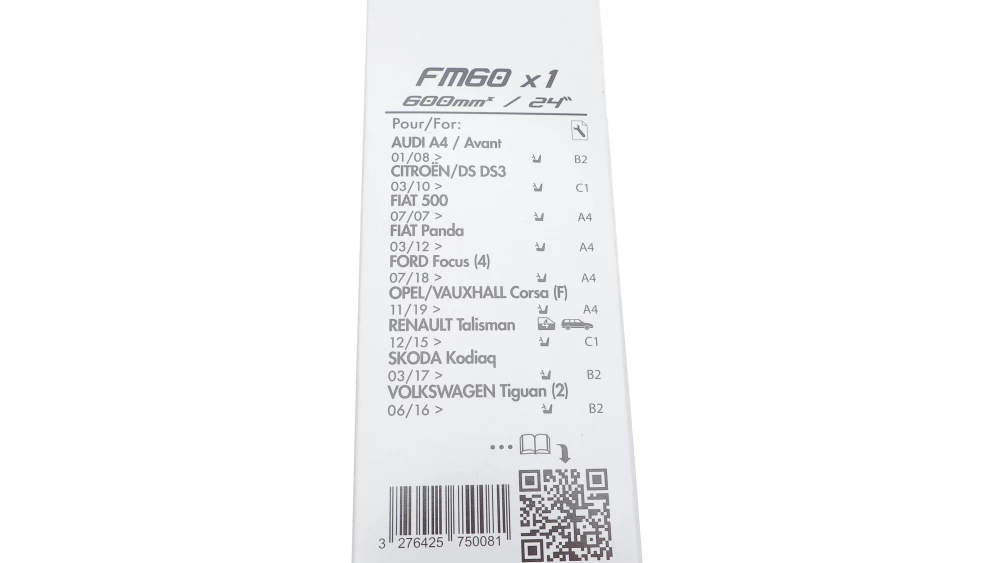 FM60 x1
600mm* / 24"
Pour/For:
AUDI A4 / Avant
01/08 > B2
CITROËN/DS DS3
03/10 > C1
FIAT 500
07/07 > A4
FIAT Panda
03/12 > A4
FORD Focus (4)
07/18 > A4
OPEL/VAUXHALL Corsa (F)
11/19 > A4
RENAULT Talisman
12/15 > C1
SKODA Kodiaq
03/17 > B2
VOLKSWAGEN Tiguan (2)
06/16 > B2
...
3 276425 750081